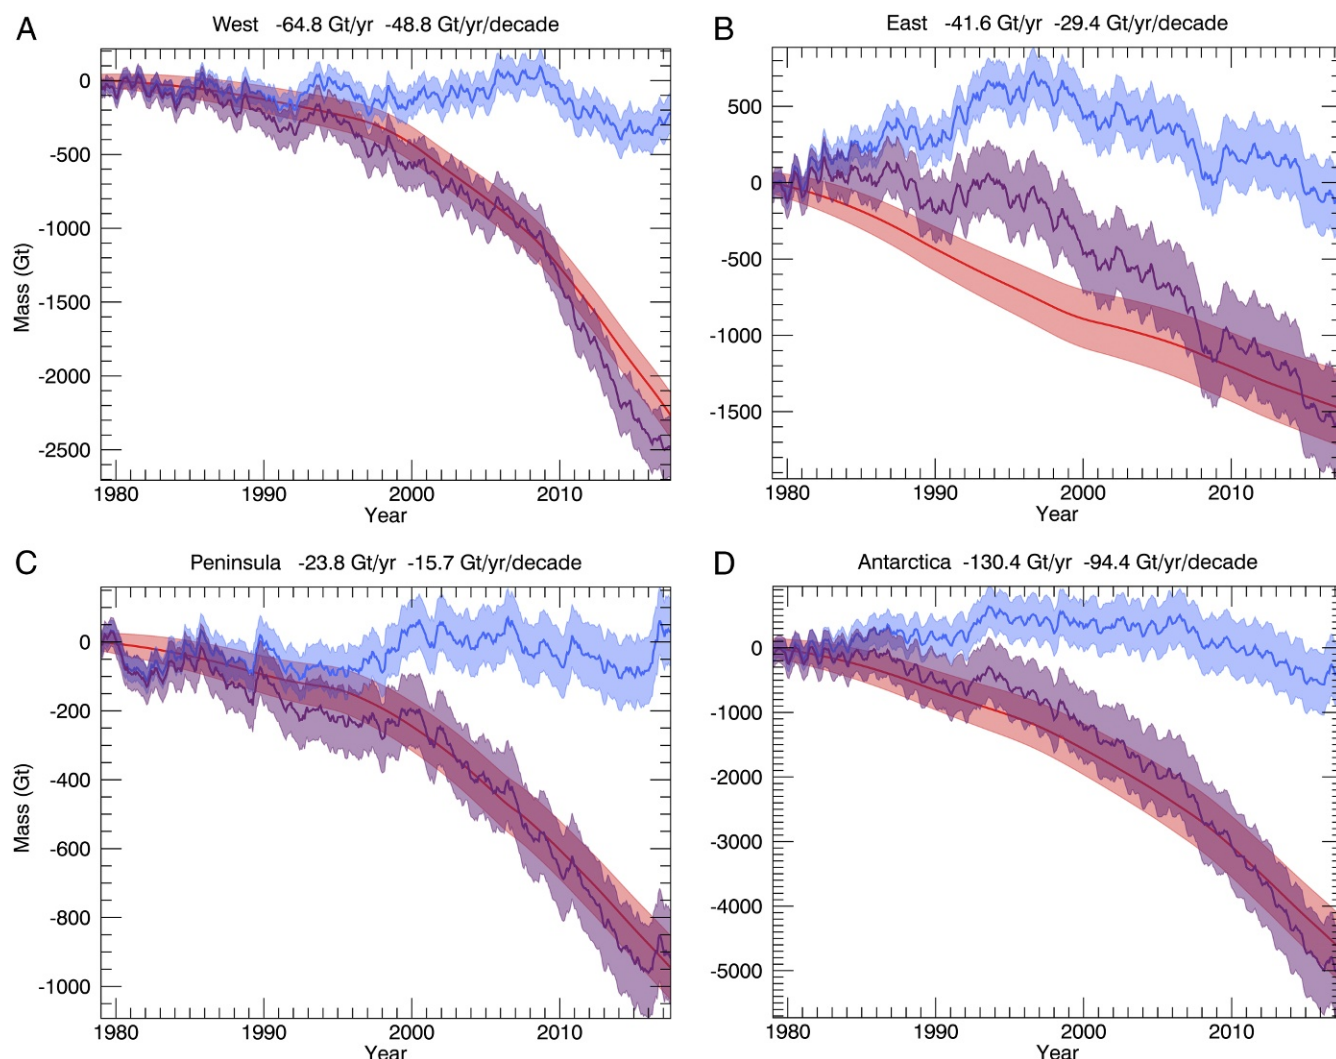 A
West -64.8 Gt/yr -48.8 Gt/yr/decade
0
-500
-1000
-1500
-2000
-2500
Mass (Gt)
1980 1990 2000 2010
Year
B
East -41.6 Gt/yr -29.4 Gt/yr/decade
500
0
-500
-1000
-1500
1980 1990 2000 2010
Year
C
Peninsula -23.8 Gt/yr -15.7 Gt/yr/decade
0
-200
-400
-600
-800
-1000
Mass (Gt)
1980 1990 2000 2010
Year
D
Antarctica -130.4 Gt/yr -94.4 Gt/yr/decade
0
-1000
-2000
-3000
-4000
-5000
1980 1990 2000 2010
Year